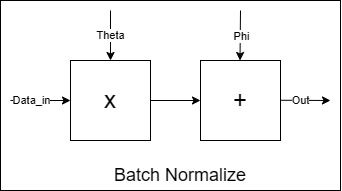 Theta
Phi
Data_in
X
+
Out
Batch Normalize